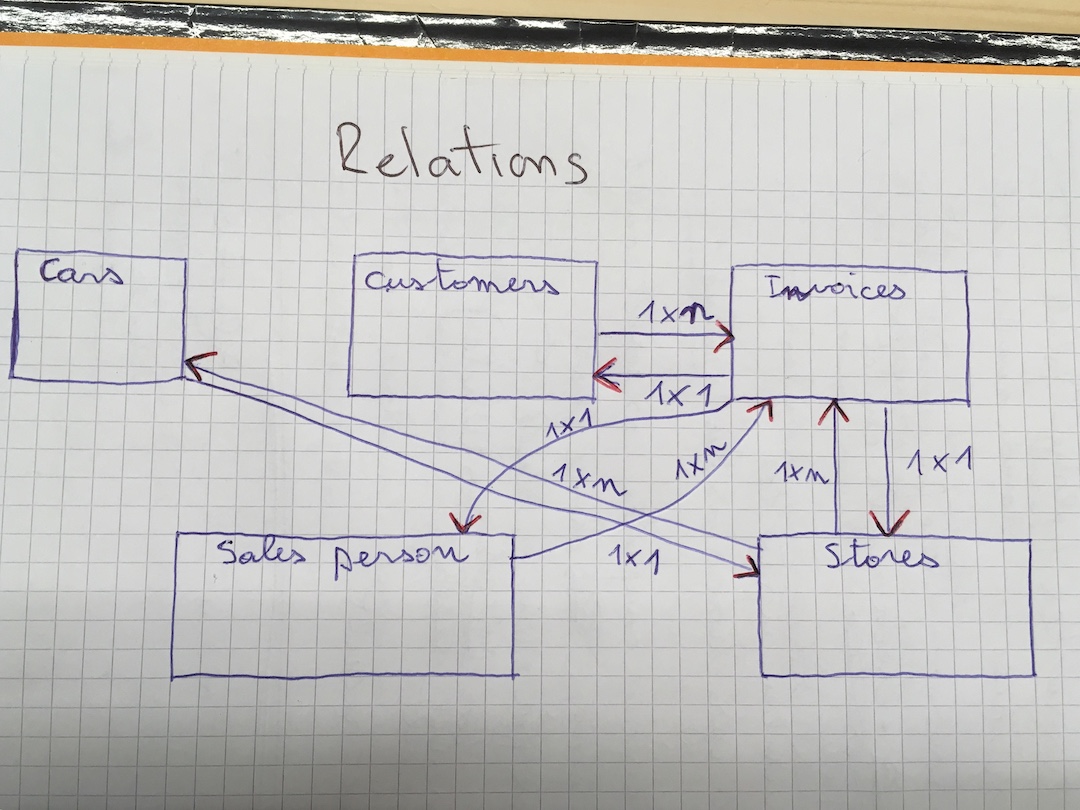 Relations
Cars
Customers
Invoices
1xn
1x1
1x1
1xn
1xn
1xn
1x1
Sales person
1x1
Stores